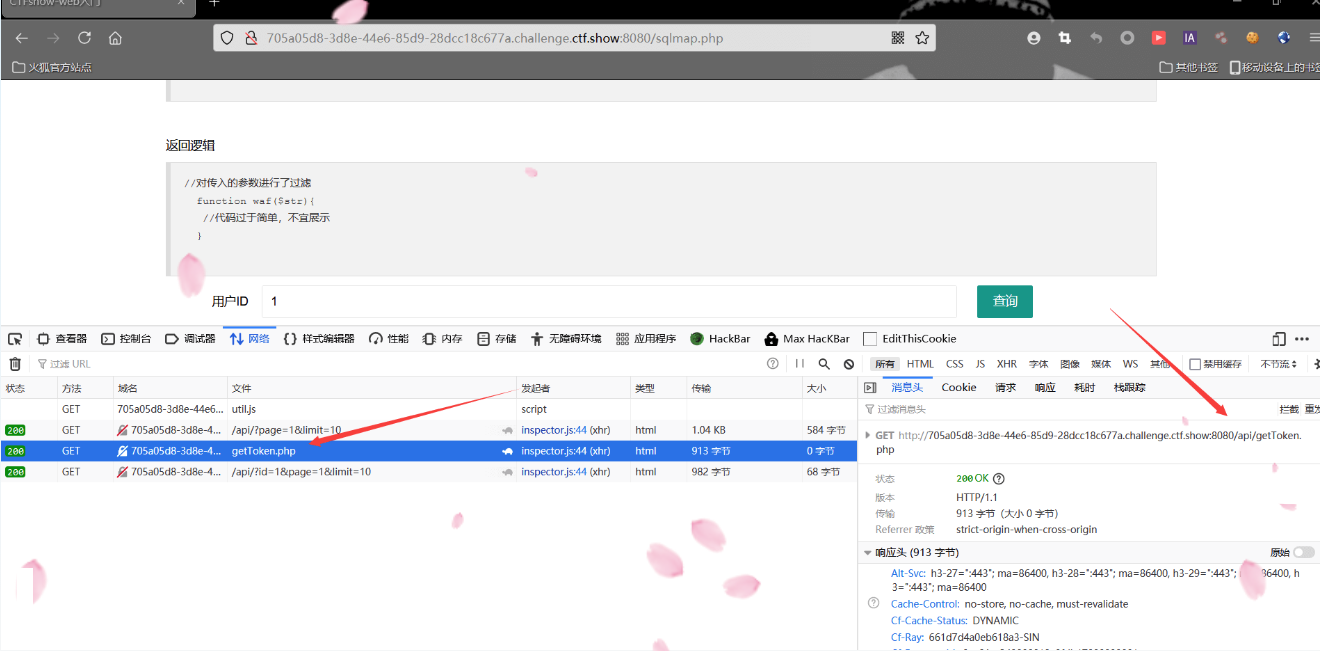 CTFshow-web入门 × +
705a05d8-3d8e-44e6-85d9-28dcc18c677a.challenge.ctf.show:8080/sqlmap.php
火狐官方站点 其他书签 移动设备上的书签
返回逻辑
//对传入的参数进行了过滤
function waf($str){
//代码过于简单，不宜展示
}
用户ID 1 查询
查看器 控制台 调试器 网络 {} 样式编辑器 性能 内存 存储 无障碍环境 应用程序 HackBar Max HacKBar EditThisCookie
过滤 URL 所有 HTML CSS JS XHR 字体 图像 媒体 WS 其他 禁用缓存 不节流
状态 方法 域名 文件 发起者 类型 传输 大小 消息头 Cookie 请求 响应 耗时 栈跟踪
GET 705a05d8-3d8e-44e6... util.js script
过滤消息头 拦截 重发
200 GET 705a05d8-3d8e-4... /api/?page=1&limit=10 inspector.js:44 (xhr) html 1.04 KB 584 字节
200 GET 705a05d8-3d8e-4... getToken.php inspector.js:44 (xhr) html 913 字节 0 字节
200 GET 705a05d8-3d8e-4... /api/?id=1&page=1&limit=10 inspector.js:44 (xhr) html 982 字节 68 字节
GET http://705a05d8-3d8e-44e6-85d9-28dcc18c677a.challenge.ctf.show:8080/api/getToken.
php
状态 200 OK
版本 HTTP/1.1
传输 913 字节（大小 0 字节）
Referrer 政策 strict-origin-when-cross-origin
响应头 (913 字节) 原始
Alt-Svc: h3-27=":443"; ma=86400, h3-28=":443"; ma=86400, h3-29=":443"; 86400, h
3=":443"; ma=86400
Cache-Control: no-store, no-cache, must-revalidate
Cf-Cache-Status: DYNAMIC
Cf-Ray: 661d7d4a0eb618a3-SIN